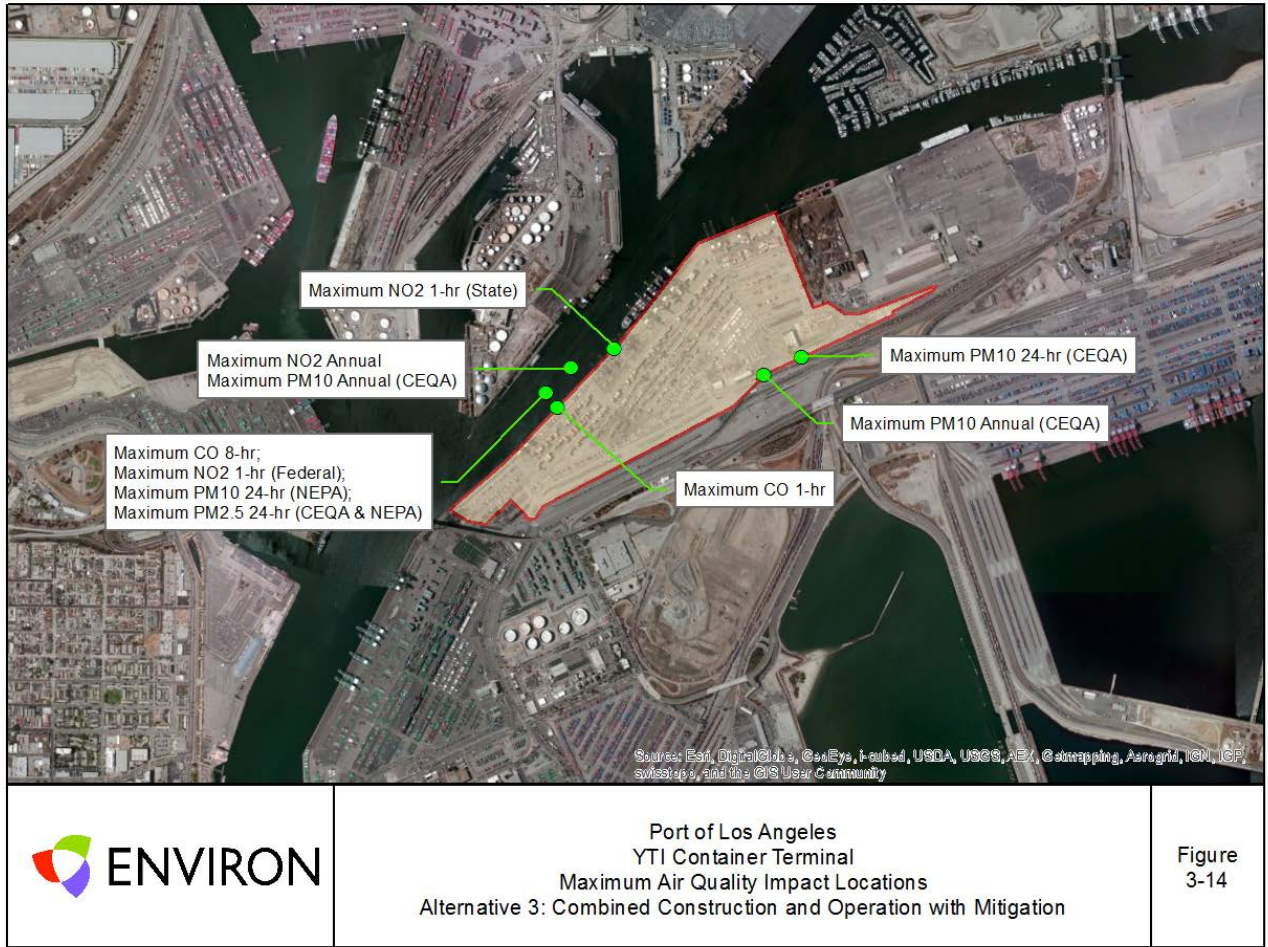 Maximum NO2 1-hr (State)
Maximum NO2 Annual
Maximum PM10 Annual (CEQA)
Maximum PM10 24-hr (CEQA)
Maximum PM10 Annual (CEQA)
Maximum CO 8-hr;
Maximum NO2 1-hr (Federal);
Maximum PM10 24-hr (NEPA);
Maximum PM2.5 24-hr (CEQA & NEPA)
Maximum CO 1-hr
Source: Esri, DigitalGlobe, GeoEye, i-cubed, USDA, USGS, AEX, Getmapping, Aerogrid, IGN, IGP,
swisstopo, and the GIS User Community
ENVIRON
Port of Los Angeles
YTI Container Terminal
Maximum Air Quality Impact Locations
Alternative 3: Combined Construction and Operation with Mitigation
Figure
3-14